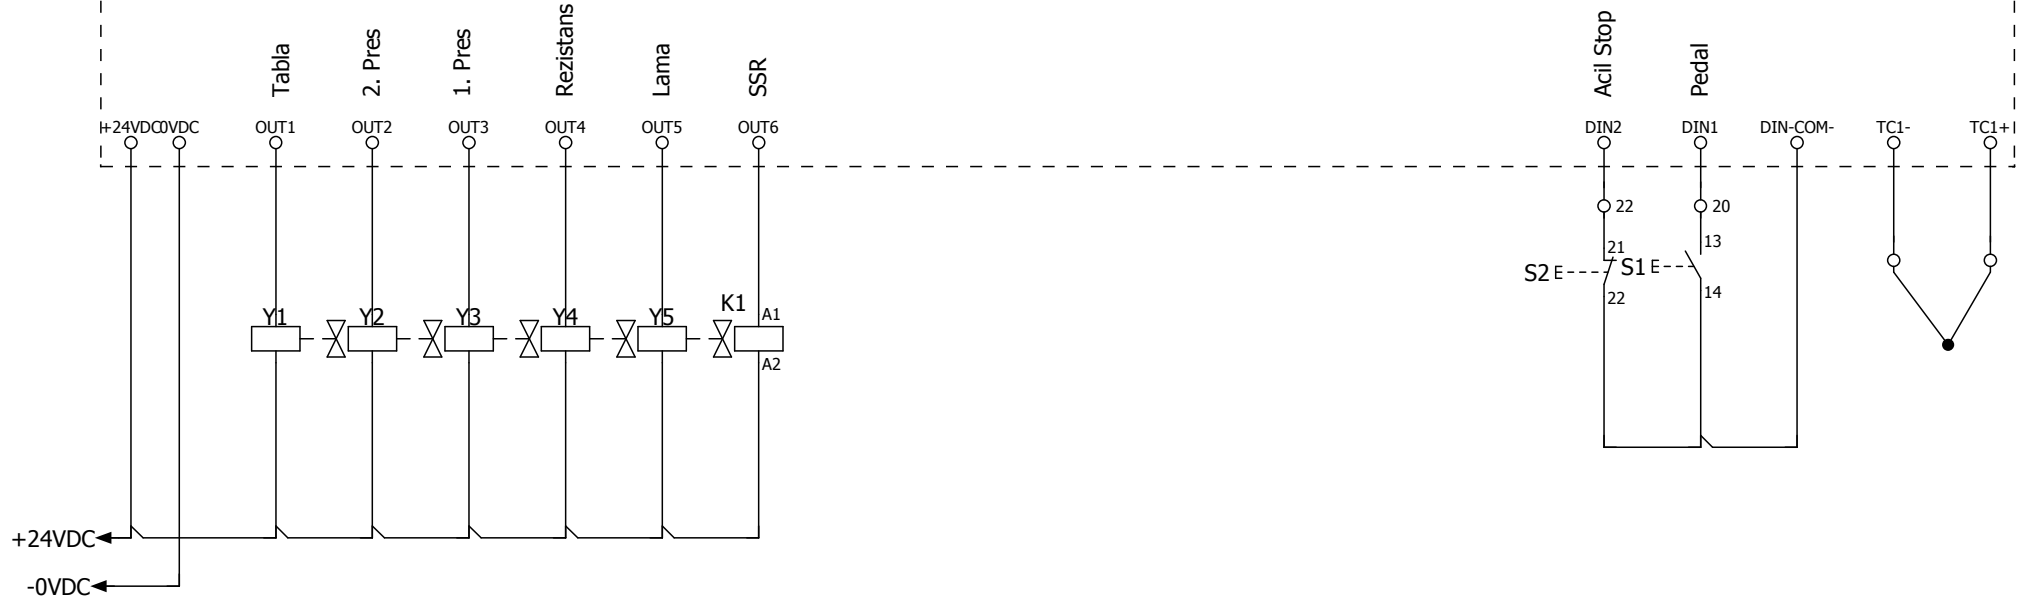 Tabla
2. Pres
1. Pres
Rezistans
Lama
SSR
Acil Stop
Pedal
+24VDC
0VDC
OUT1
OUT2
OUT3
OUT4
OUT5
OUT6
DIN2
DIN1
DIN-COM-
TC1-
TC1+
22
20
21
13
S2
S1
22
14
K1
Y1
Y2
Y3
Y4
Y5
A1
A2
+24VDC
-0VDC